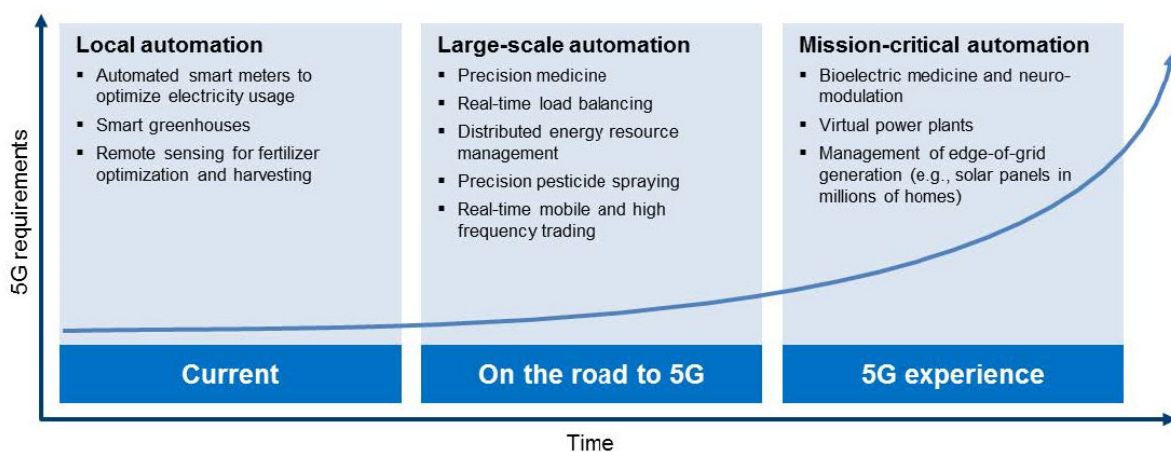 5G requirements
Local automation
▪ Automated smart meters to
optimize electricity usage
▪ Smart greenhouses
▪ Remote sensing for fertilizer
optimization and harvesting
Current
Large-scale automation
▪ Precision medicine
▪ Real-time load balancing
▪ Distributed energy resource
management
▪ Precision pesticide spraying
▪ Real-time mobile and high
frequency trading
On the road to 5G
Mission-critical automation
▪ Bioelectric medicine and neuro-
modulation
▪ Virtual power plants
▪ Management of edge-of-grid
generation (e.g., solar panels in
millions of homes)
5G experience
Time